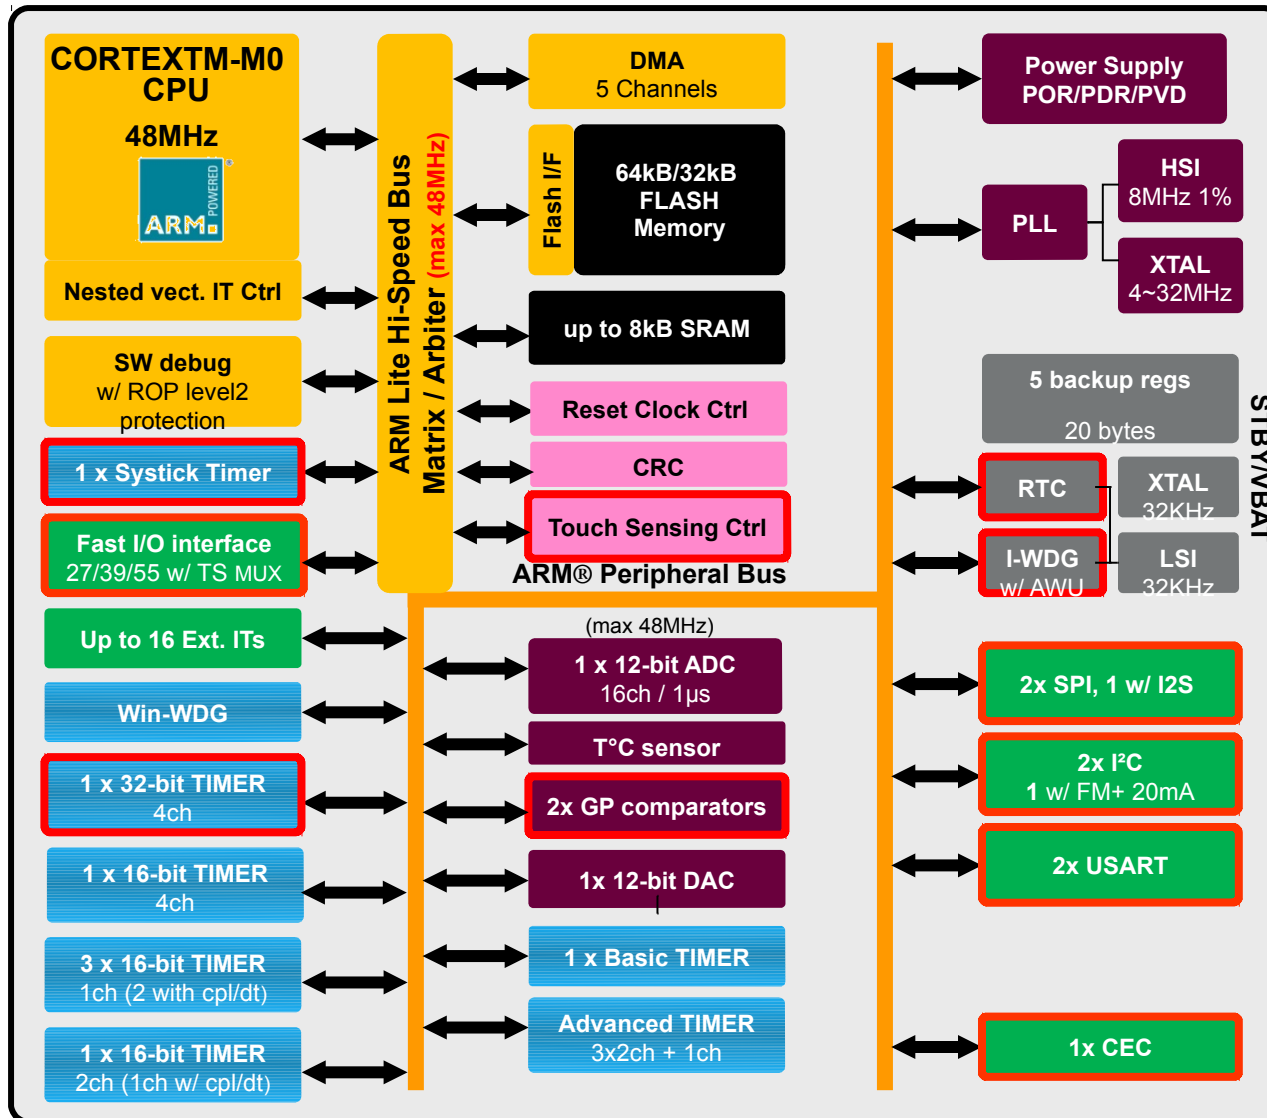 CORTEXTM-M0
CPU
48MHz
ARM
POWERED
®
Nested vect. IT Ctrl
SW debug
w/ ROP level2
protection
1 x Systick Timer
Fast I/O interface
27/39/55 w/ TS MUX
Up to 16 Ext. ITs
Win-WDG
1 x 32-bit TIMER
4ch
1 x 16-bit TIMER
4ch
3 x 16-bit TIMER
1ch (2 with cpl/dt)
1 x 16-bit TIMER
2ch (1ch w/ cpl/dt)
ARM Lite Hi-Speed Bus
Matrix / Arbiter (max 48MHz)
DMA
5 Channels
Flash I/F
64kB/32kB
FLASH
Memory
up to 8kB SRAM
Reset Clock Ctrl
CRC
Touch Sensing Ctrl
ARM® Peripheral Bus
(max 48MHz)
1 x 12-bit ADC
16ch / 1µs
T°C sensor
2x GP comparators
1x 12-bit DAC
1 x Basic TIMER
Advanced TIMER
3x2ch + 1ch
Power Supply
POR/PDR/PVD
PLL
HSI
8MHz 1%
XTAL
4~32MHz
5 backup regs
20 bytes
RTC
XTAL
32KHz
I-WDG
w/ AWU
LSI
32KHz
STBY/VBAT
2x SPI, 1 w/ I2S
2x I²C
1 w/ FM+ 20mA
2x USART
1x CEC